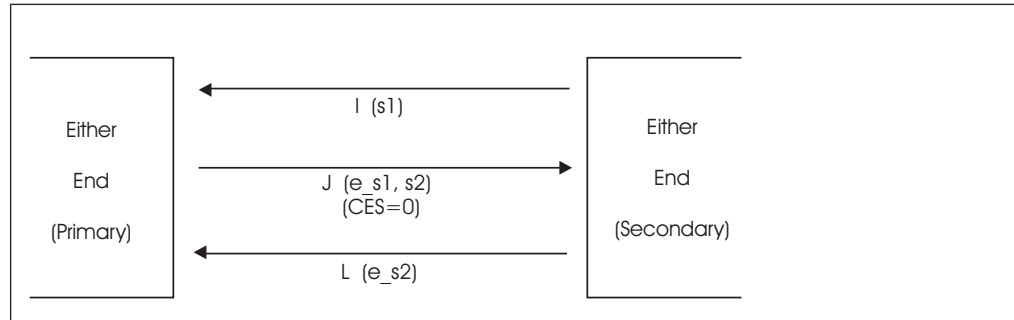 Either
End
(Primary)
I (s1)
J (e_s1, s2)
(CES=0)
L (e_s2)
Either
End
(Secondary)